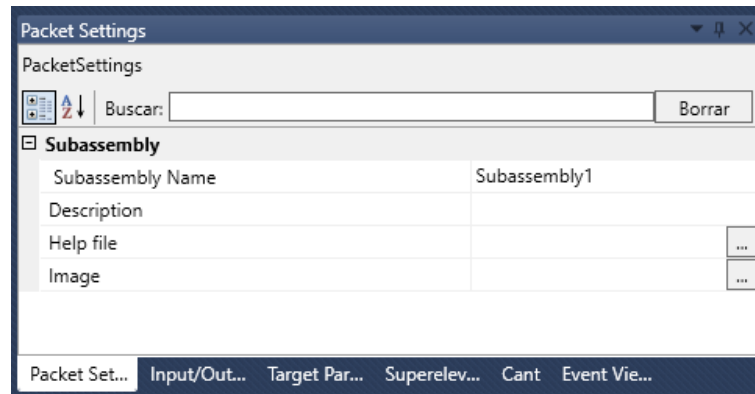 Packet Settings
PacketSettings
Buscar: Borrar
Subassembly
Subassembly Name Subassembly1
Description
Help file ...
Image ...
Packet Set... Input/Out... Target Par... Superelev... Cant Event Vie...